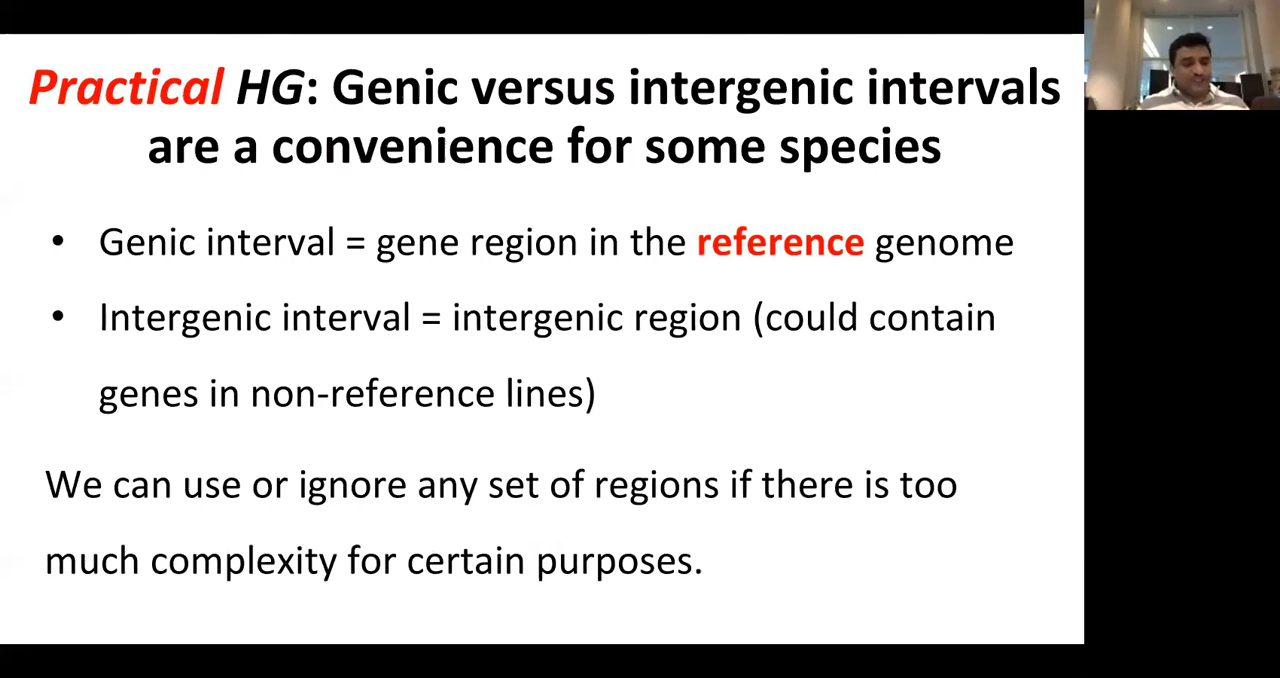 Practical HG: Genic versus intergenic intervals
are a convenience for some species
• Genic interval = gene region in the reference genome
• Intergenic interval = intergenic region (could contain
genes in non-reference lines)
We can use or ignore any set of regions if there is too
much complexity for certain purposes.